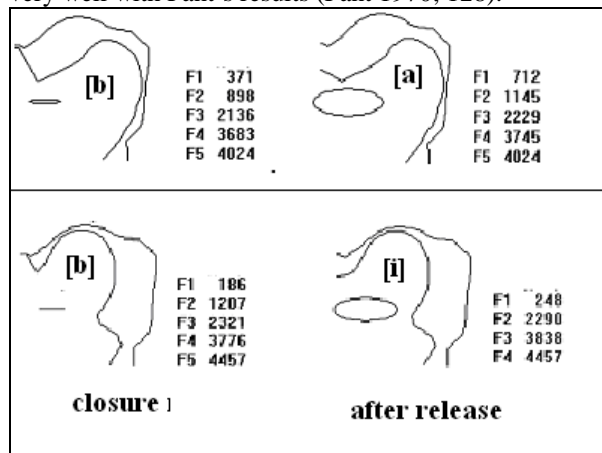 very well with Fant's results (Fant 1970, 128).
[b]
F1 371
F2 898
F3 2136
F4 3683
F5 4024
[a]
F1 712
F2 1145
F3 2229
F4 3745
F5 4024
[b]
F1 186
F2 1207
F3 2321
F4 3776
F5 4457
[i]
F1 248
F2 2290
F3 3838
F4 4457
closure
after release